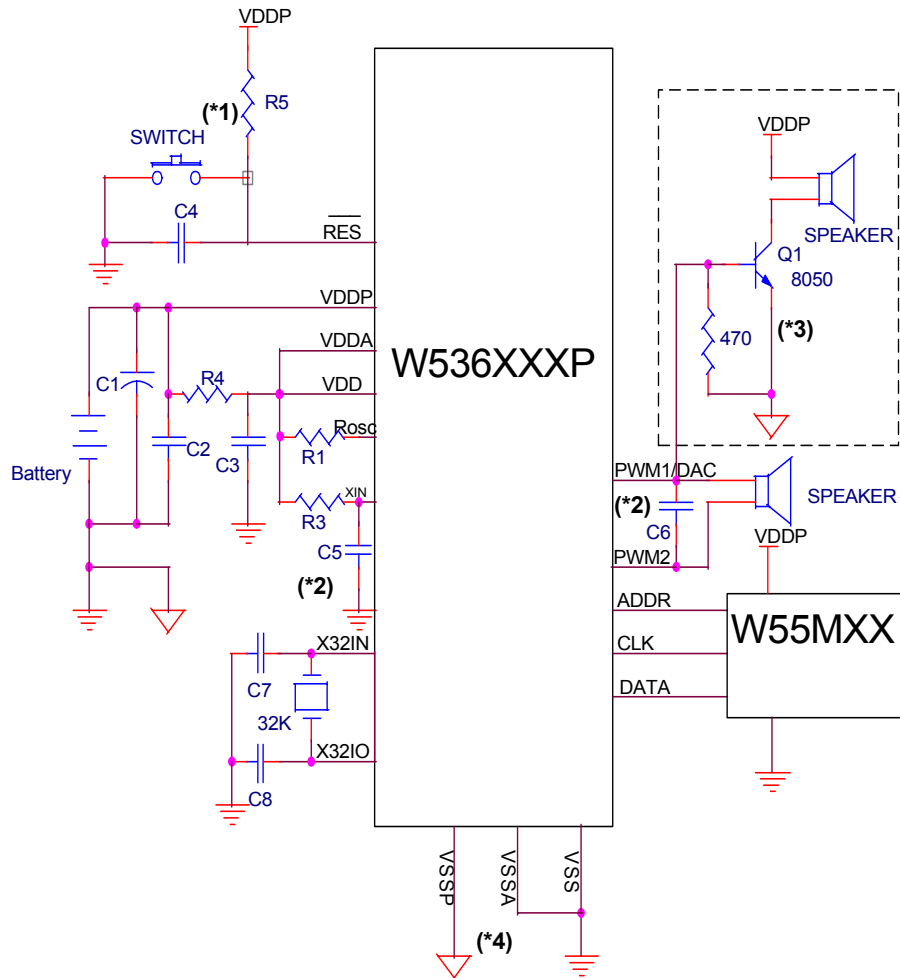 VDDP
R5
(*1)
SWITCH
C4
RES
VDDP
VDDA
VDD
R4
C1
C2
C3
Rosc
R1
Battery
XIN
R3
C5
(*2)
X32IN
C7
32K
X32IO
C8
W536XXXP
VSSP
VSSA
VSS
(*4)
VDDP
SPEAKER
Q1
8050
470
(*3)
PWM1/DAC
(*2)
C6
SPEAKER
PWM2
VDDP
ADDR
CLK
DATA
W55MXX